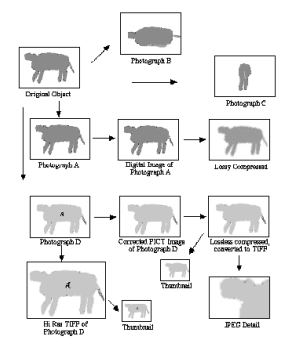 Photograph B
Original Object
Photograph C
Photograph A
Digital Image of
Photograph A
Lossy Compressed
Photograph D
Corrected PICT Image
of Photograph D
Lossless compressed,
converted to TIFF
Thumbnail
Hi Res TIFF of
Photograph D
Thumbnail
JPEG Detail